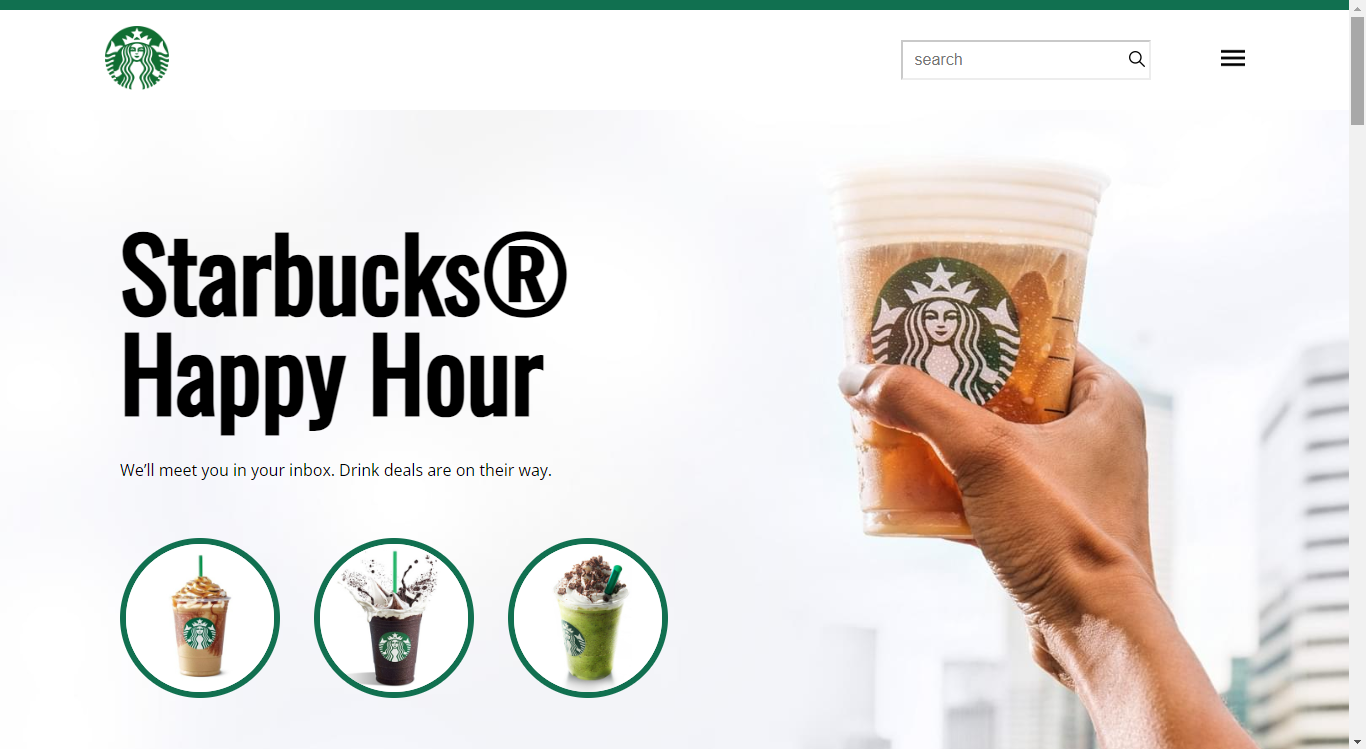 search
Starbucks®
Happy Hour
We’ll meet you in your inbox. Drink deals are on their way.